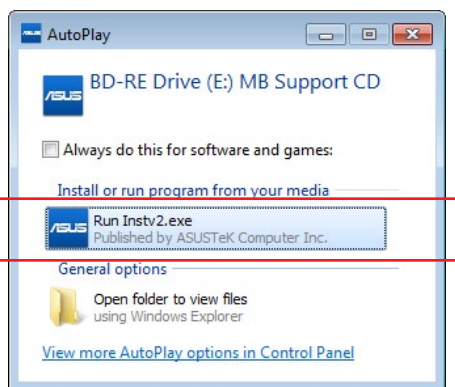 AutoPlay
BD-RE Drive (E:) MB Support CD
/SUS
Always do this for software and games:
Install or run program from your media
/SUS
Run Instv2.exe
Published by ASUSTeK Computer Inc.
General options
Open folder to view files
using Windows Explorer
View more AutoPlay options in Control Panel